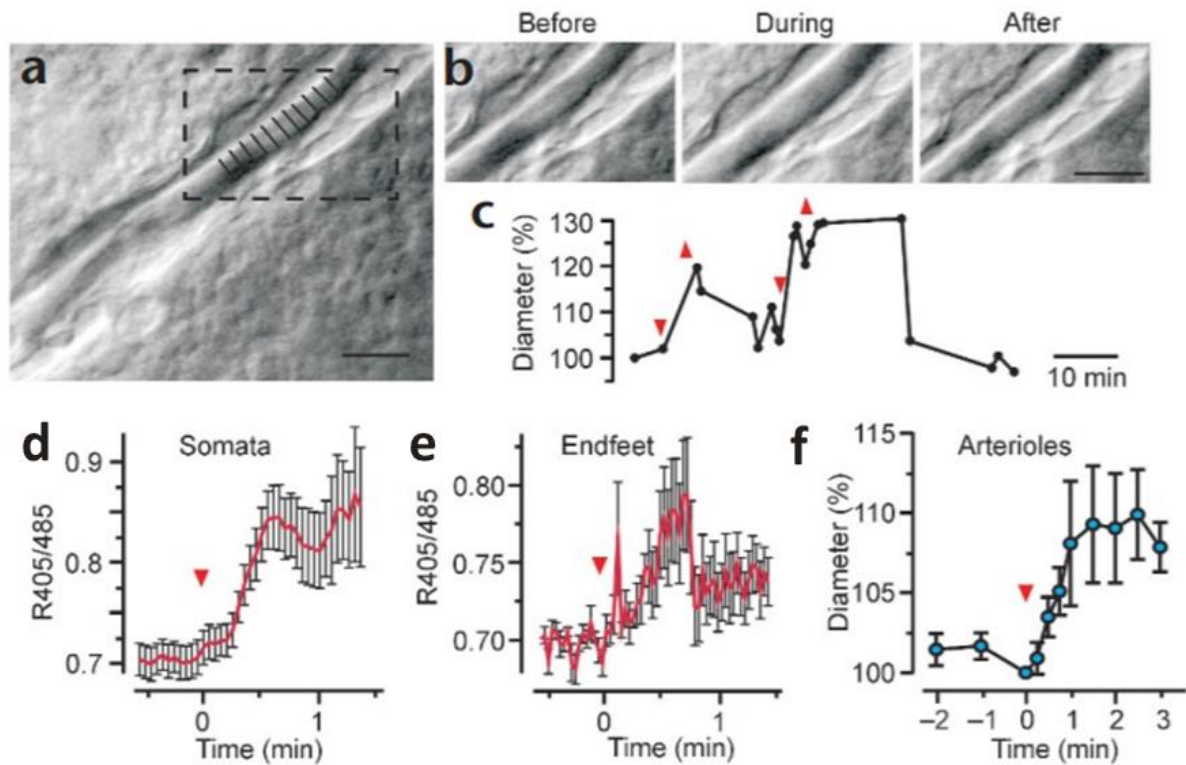 a
b
Before
During
After
c
Diameter (%)
130
120
110
100
10 min
d
Somata
R405/485
0.9
0.8
0.7
0
1
Time (min)
e
Endfeet
R405/485
0.80
0.75
0.70
0
1
Time (min)
f
Arterioles
Diameter (%)
115
110
105
100
−2
−1
0
1
2
3
Time (min)